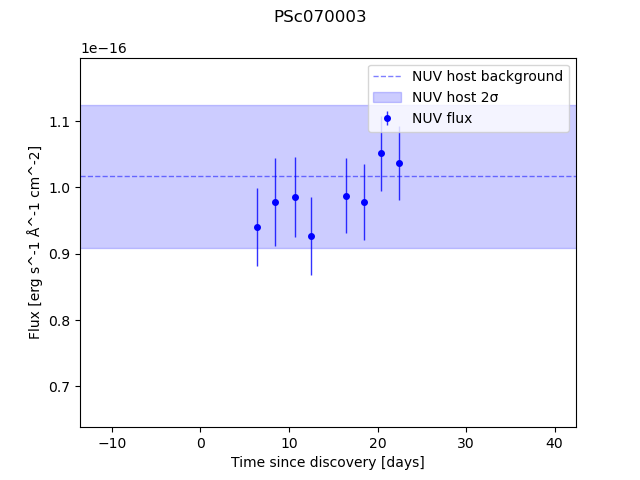 PSc070003
1e−16
NUV host background
NUV host 2σ
NUV flux
1.1
1.0
0.9
0.8
0.7
Flux [erg s^-1 Å^-1 cm^-2]
−10 0 10 20 30 40
Time since discovery [days]